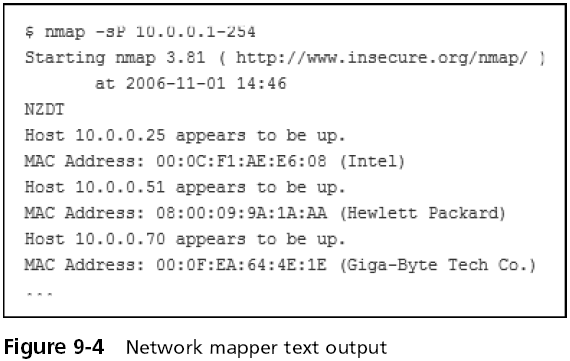 $ nmap -sP 10.0.0.1-254
Starting nmap 3.81 ( http://www.insecure.org/nmap/ )
at 2006-11-01 14:46
NZDT
Host 10.0.0.25 appears to be up.
MAC Address: 00:0C:F1:AE:E6:08 (Intel)
Host 10.0.0.51 appears to be up.
MAC Address: 08:00:09:9A:1A:AA (Hewlett Packard)
Host 10.0.0.70 appears to be up.
MAC Address: 00:0F:EA:64:4E:1E (Giga-Byte Tech Co.)
...
Figure 9-4 Network mapper text output